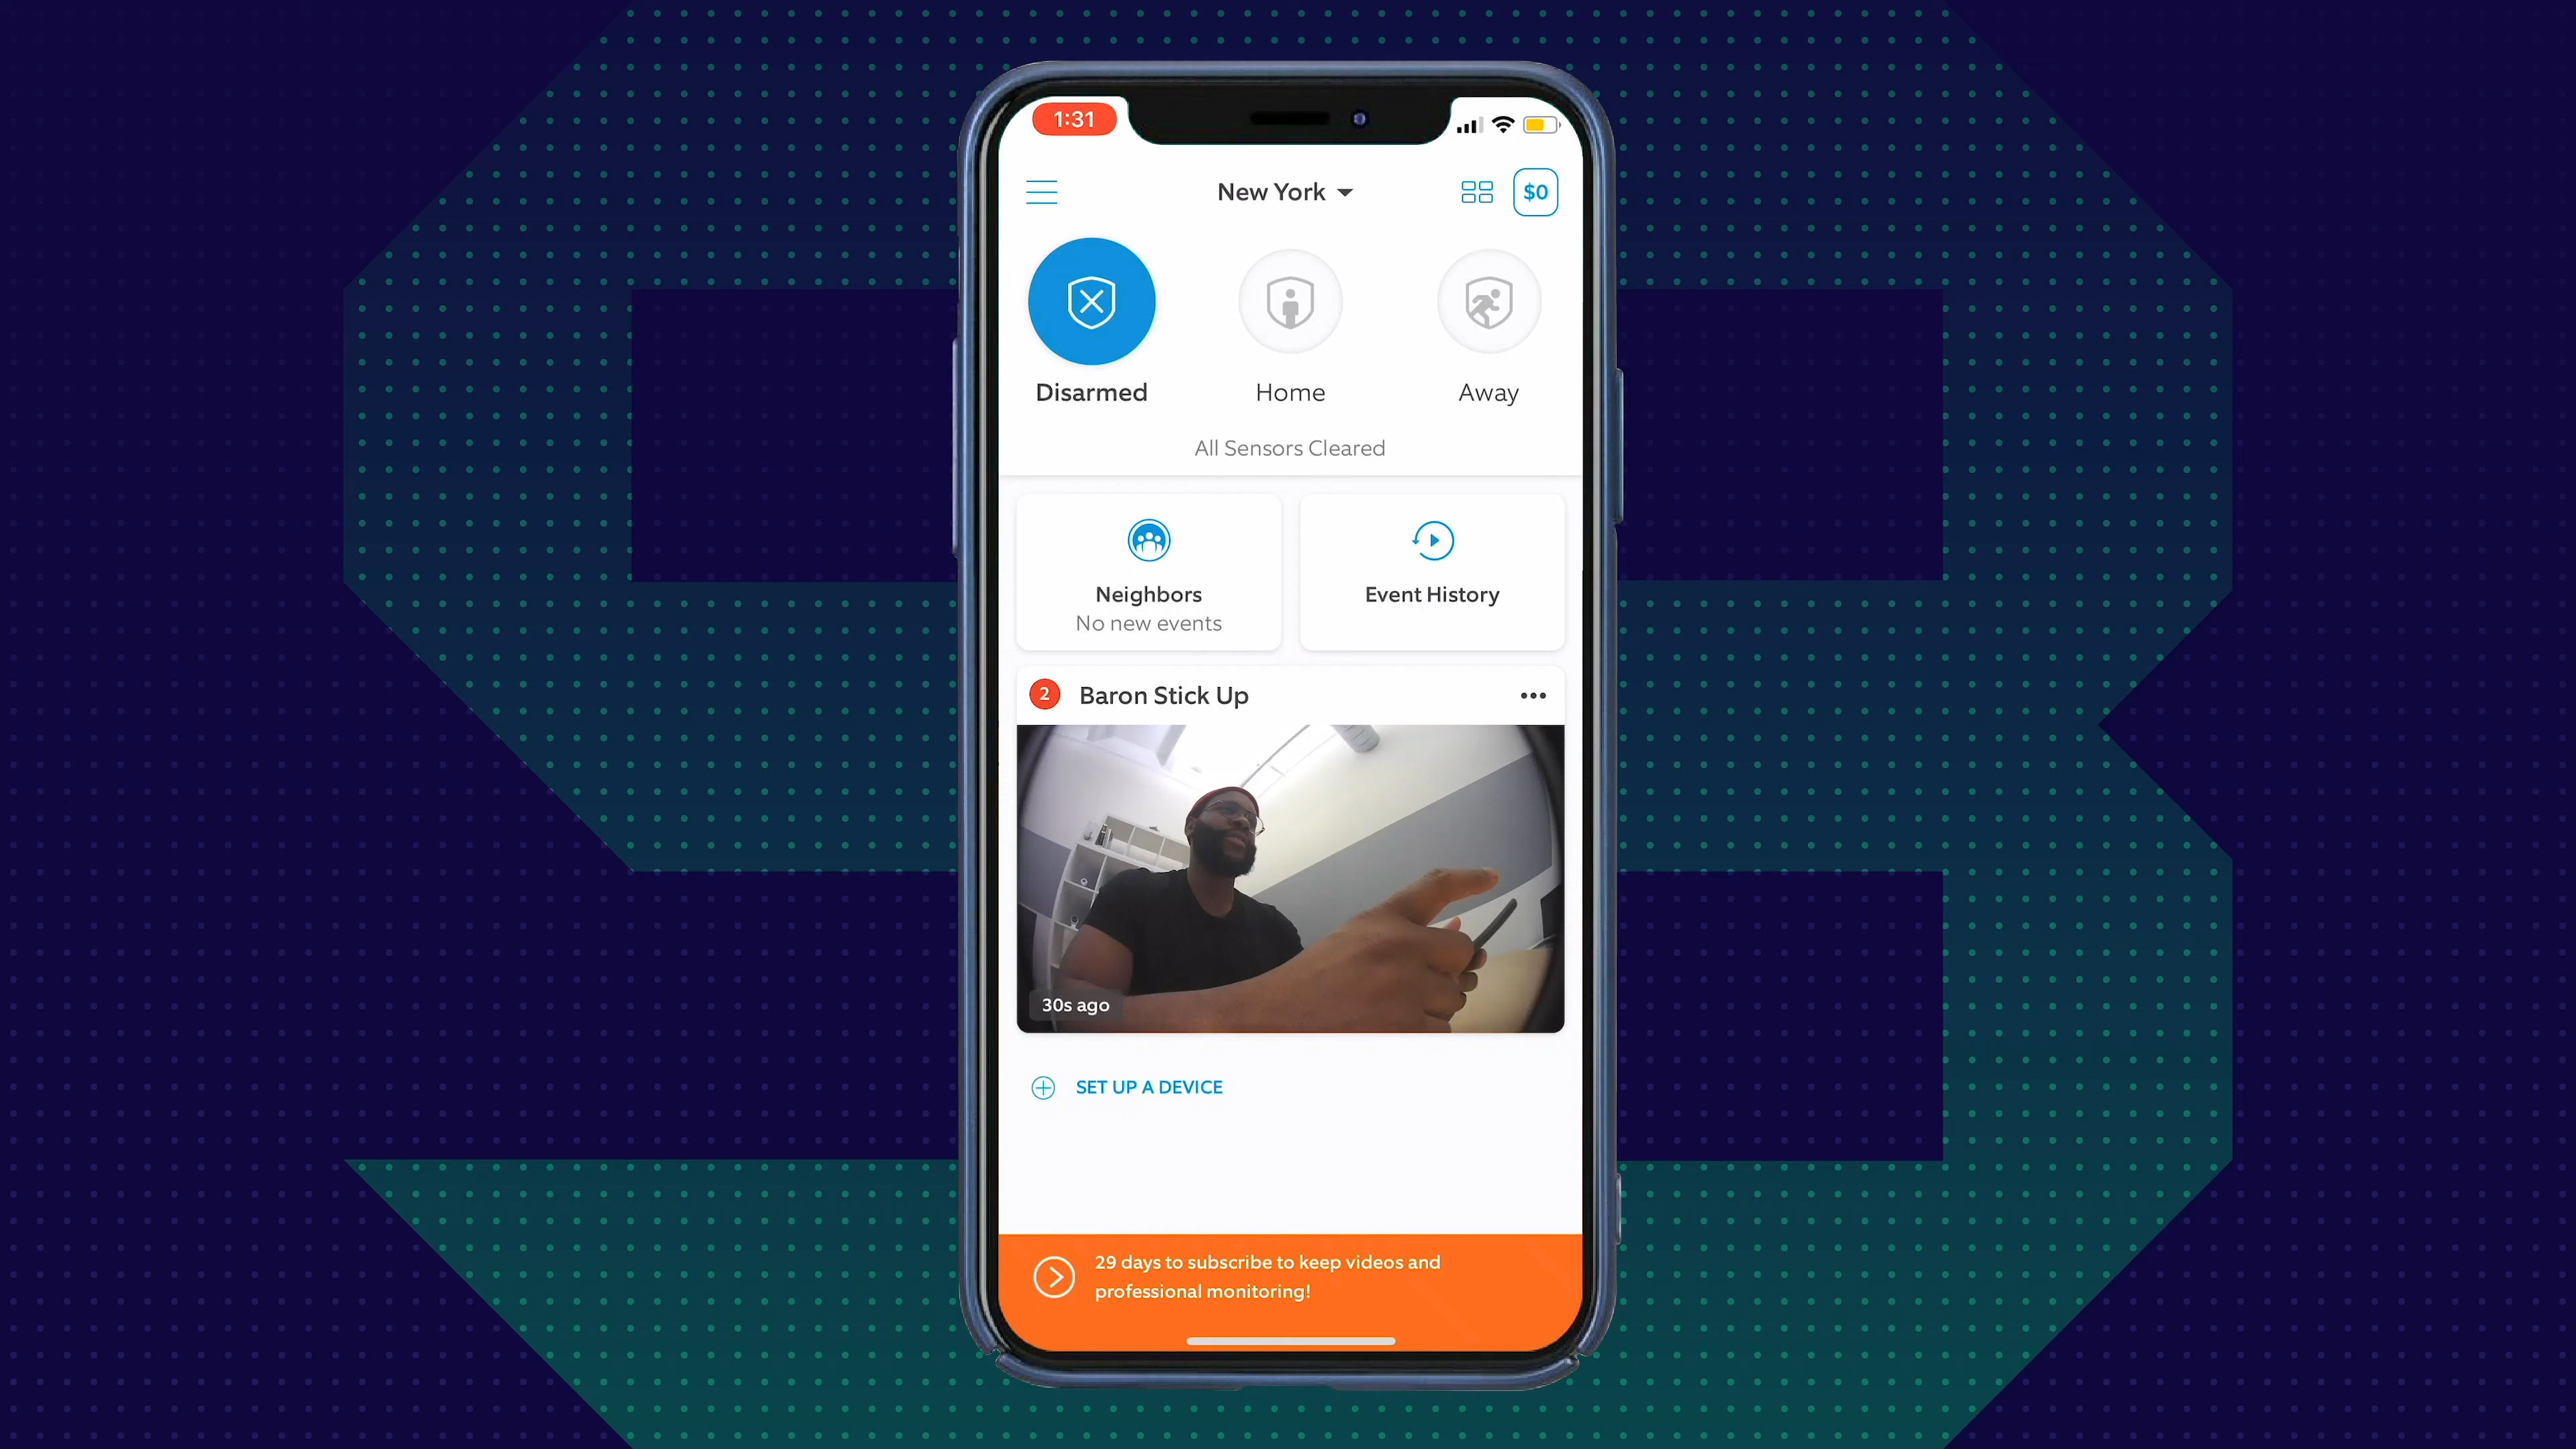 1:31
New York
$0
Disarmed
Home
Away
All Sensors Cleared
Neighbors
No new events
Event History
2
Baron Stick Up
30s ago
SET UP A DEVICE
29 days to subscribe to keep videos and
professional monitoring!